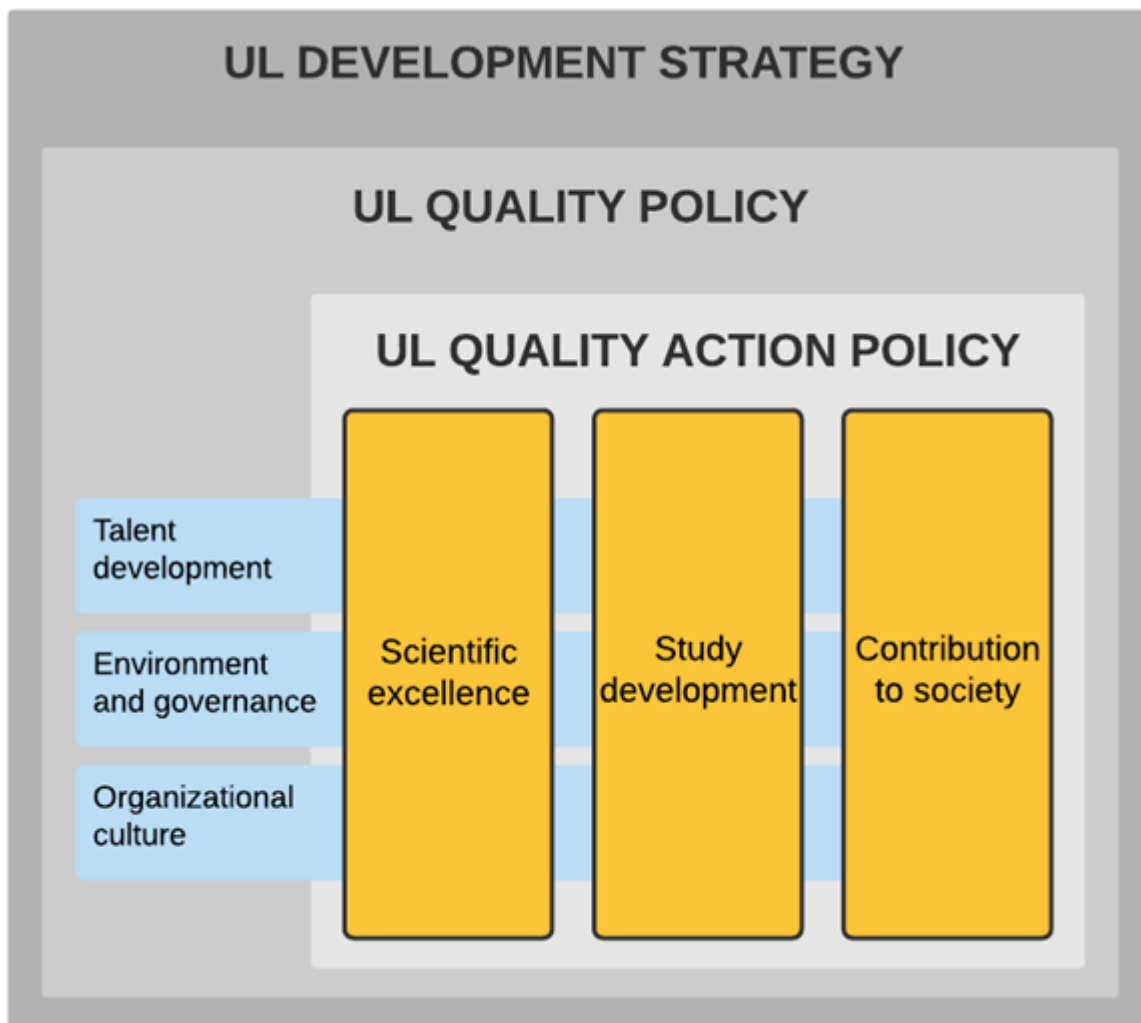 UL DEVELOPMENT STRATEGY
UL QUALITY POLICY
UL QUALITY ACTION POLICY
Talent
development
Environment
and governance
Organizational
culture
Scientific
excellence
Study
development
Contribution
to society